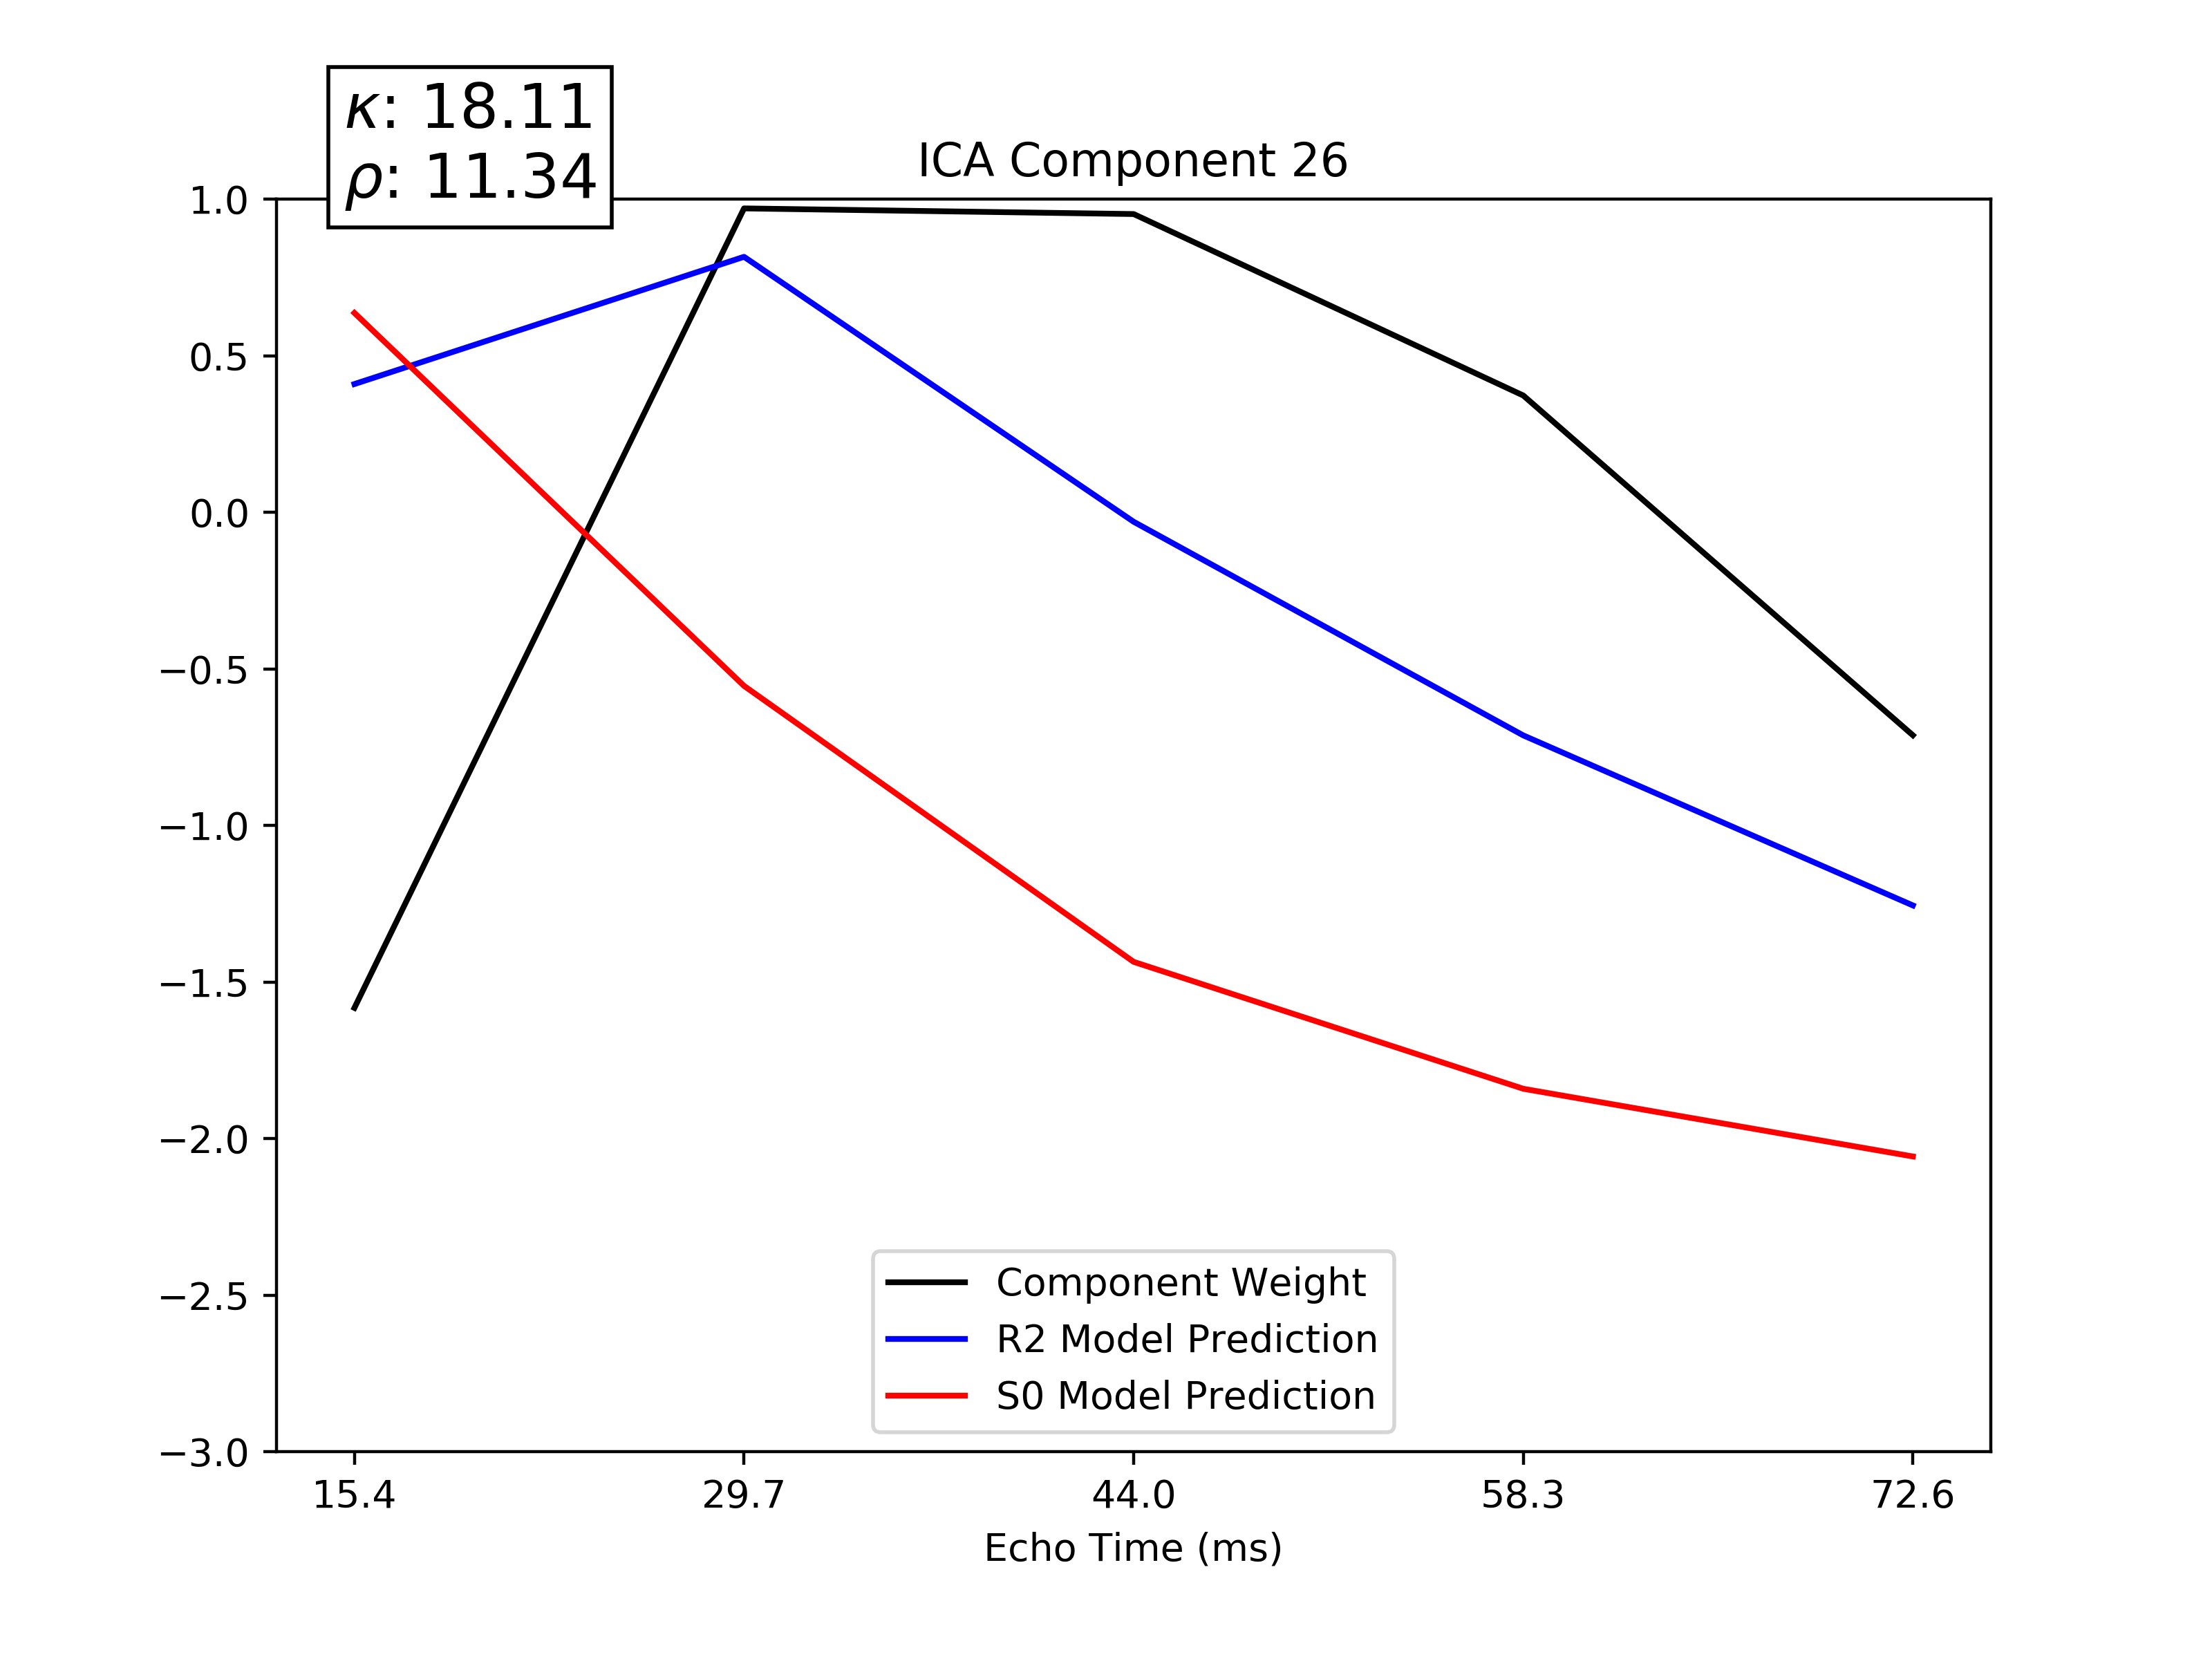 κ: 18.11
ρ: 11.34
ICA Component 26
1.0
0.5
0.0
−0.5
−1.0
−1.5
−2.0
−2.5
−3.0
Component Weight
R2 Model Prediction
S0 Model Prediction
15.4 29.7 44.0 58.3 72.6
Echo Time (ms)